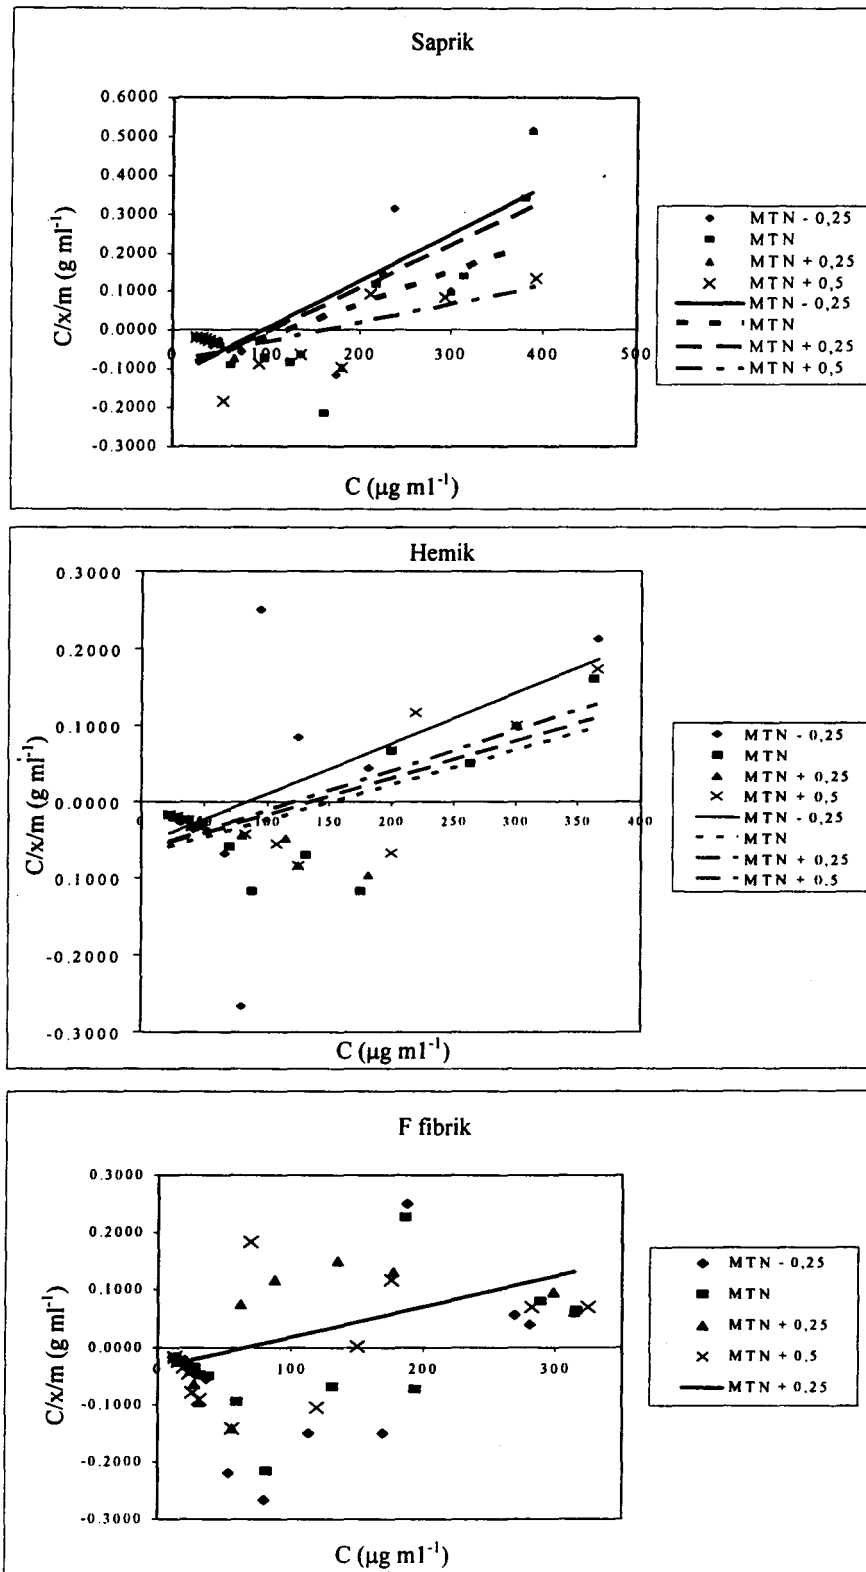 Saprik
C/x/m (g ml-1)
0.6000
0.5000
0.4000
0.3000
0.2000
0.1000
0.0000
-0.1000
-0.2000
-0.3000
0 100 200 300 400 500
C (µg ml-1)
MTN - 0,25
MTN
MTN + 0,25
MTN + 0,5
MTN - 0,25
MTN
MTN + 0,25
MTN + 0,5
Hemik
C/x/m (g ml-1)
0.3000
0.2000
0.1000
0.0000
0.1000
-0.2000
-0.3000
0 50 100 150 200 250 300 350 400
C (µg ml-1)
MTN - 0,25
MTN
MTN + 0,25
MTN + 0,5
MTN - 0,25
MTN
MTN + 0,25
MTN + 0.5
F fibrik
C/x/m (g ml-1)
0.3000
0.2000
0.1000
0.0000
-0.1000
-0.2000
-0.3000
0 100 200 300
C (µg ml-1)
MTN - 0,25
MTN
MTN + 0,25
MTN + 0,5
MTN + 0.25